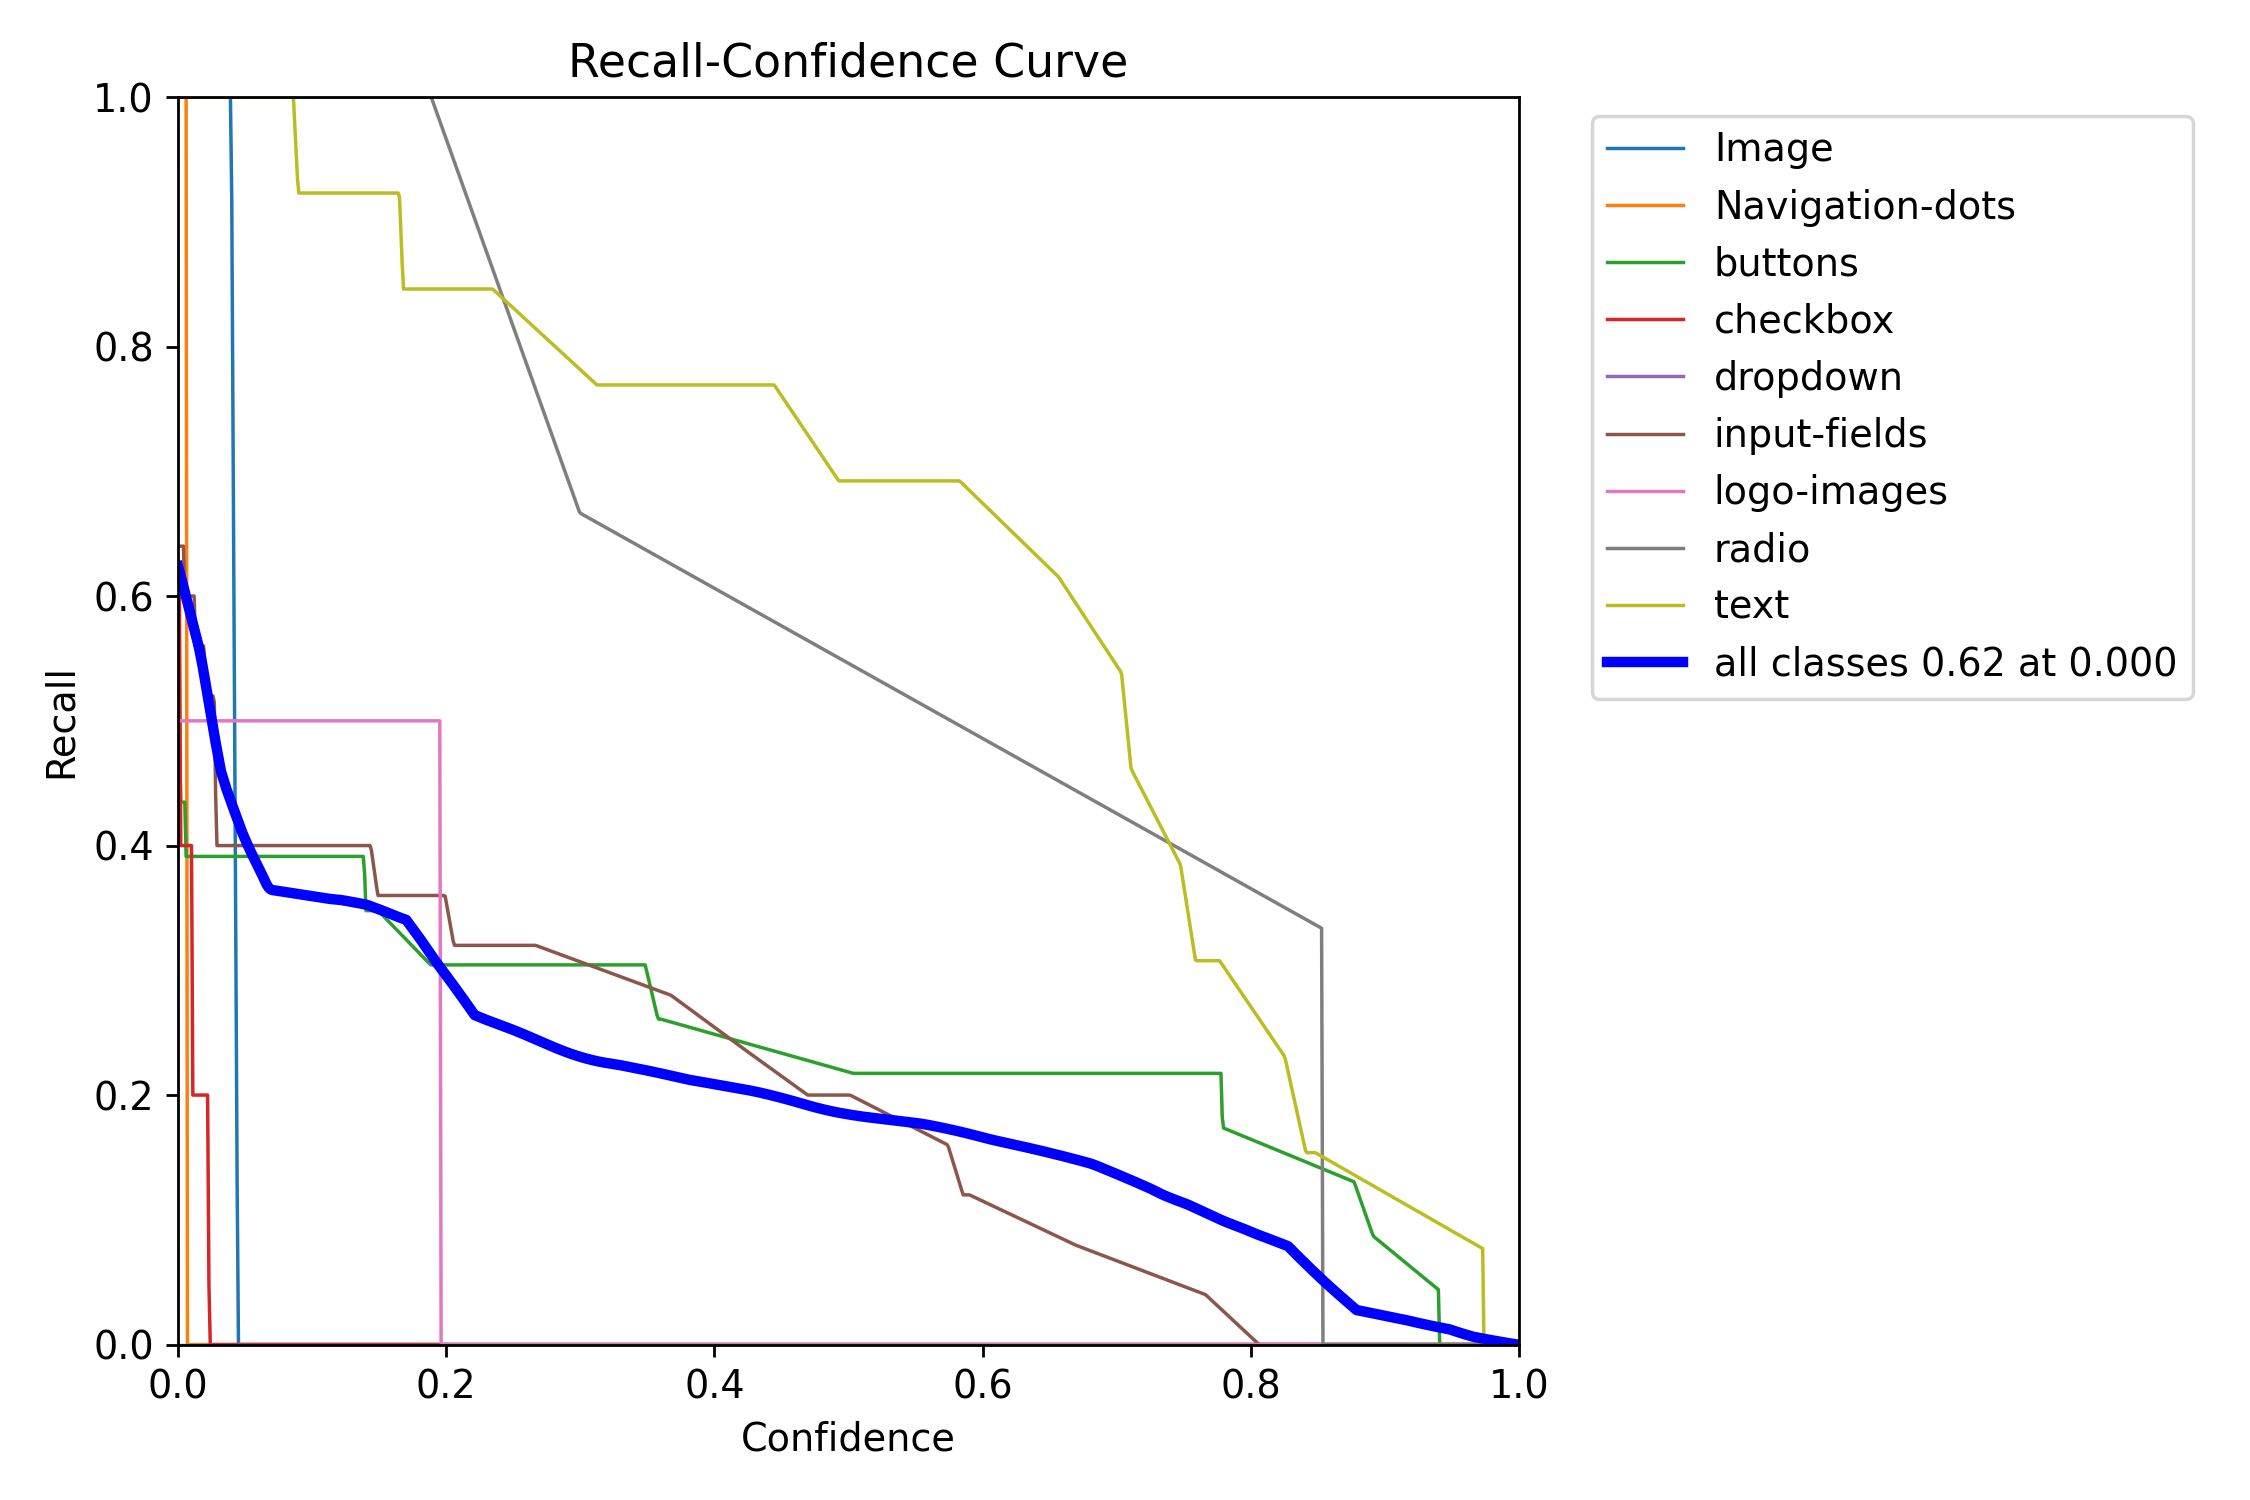 Recall-Confidence Curve
1.0
0.8
0.6
0.4
0.2
0.0
Recall
0.0 0.2 0.4 0.6 0.8 1.0
Confidence
Image
Navigation-dots
buttons
checkbox
dropdown
input-fields
logo-images
radio
text
all classes 0.62 at 0.000